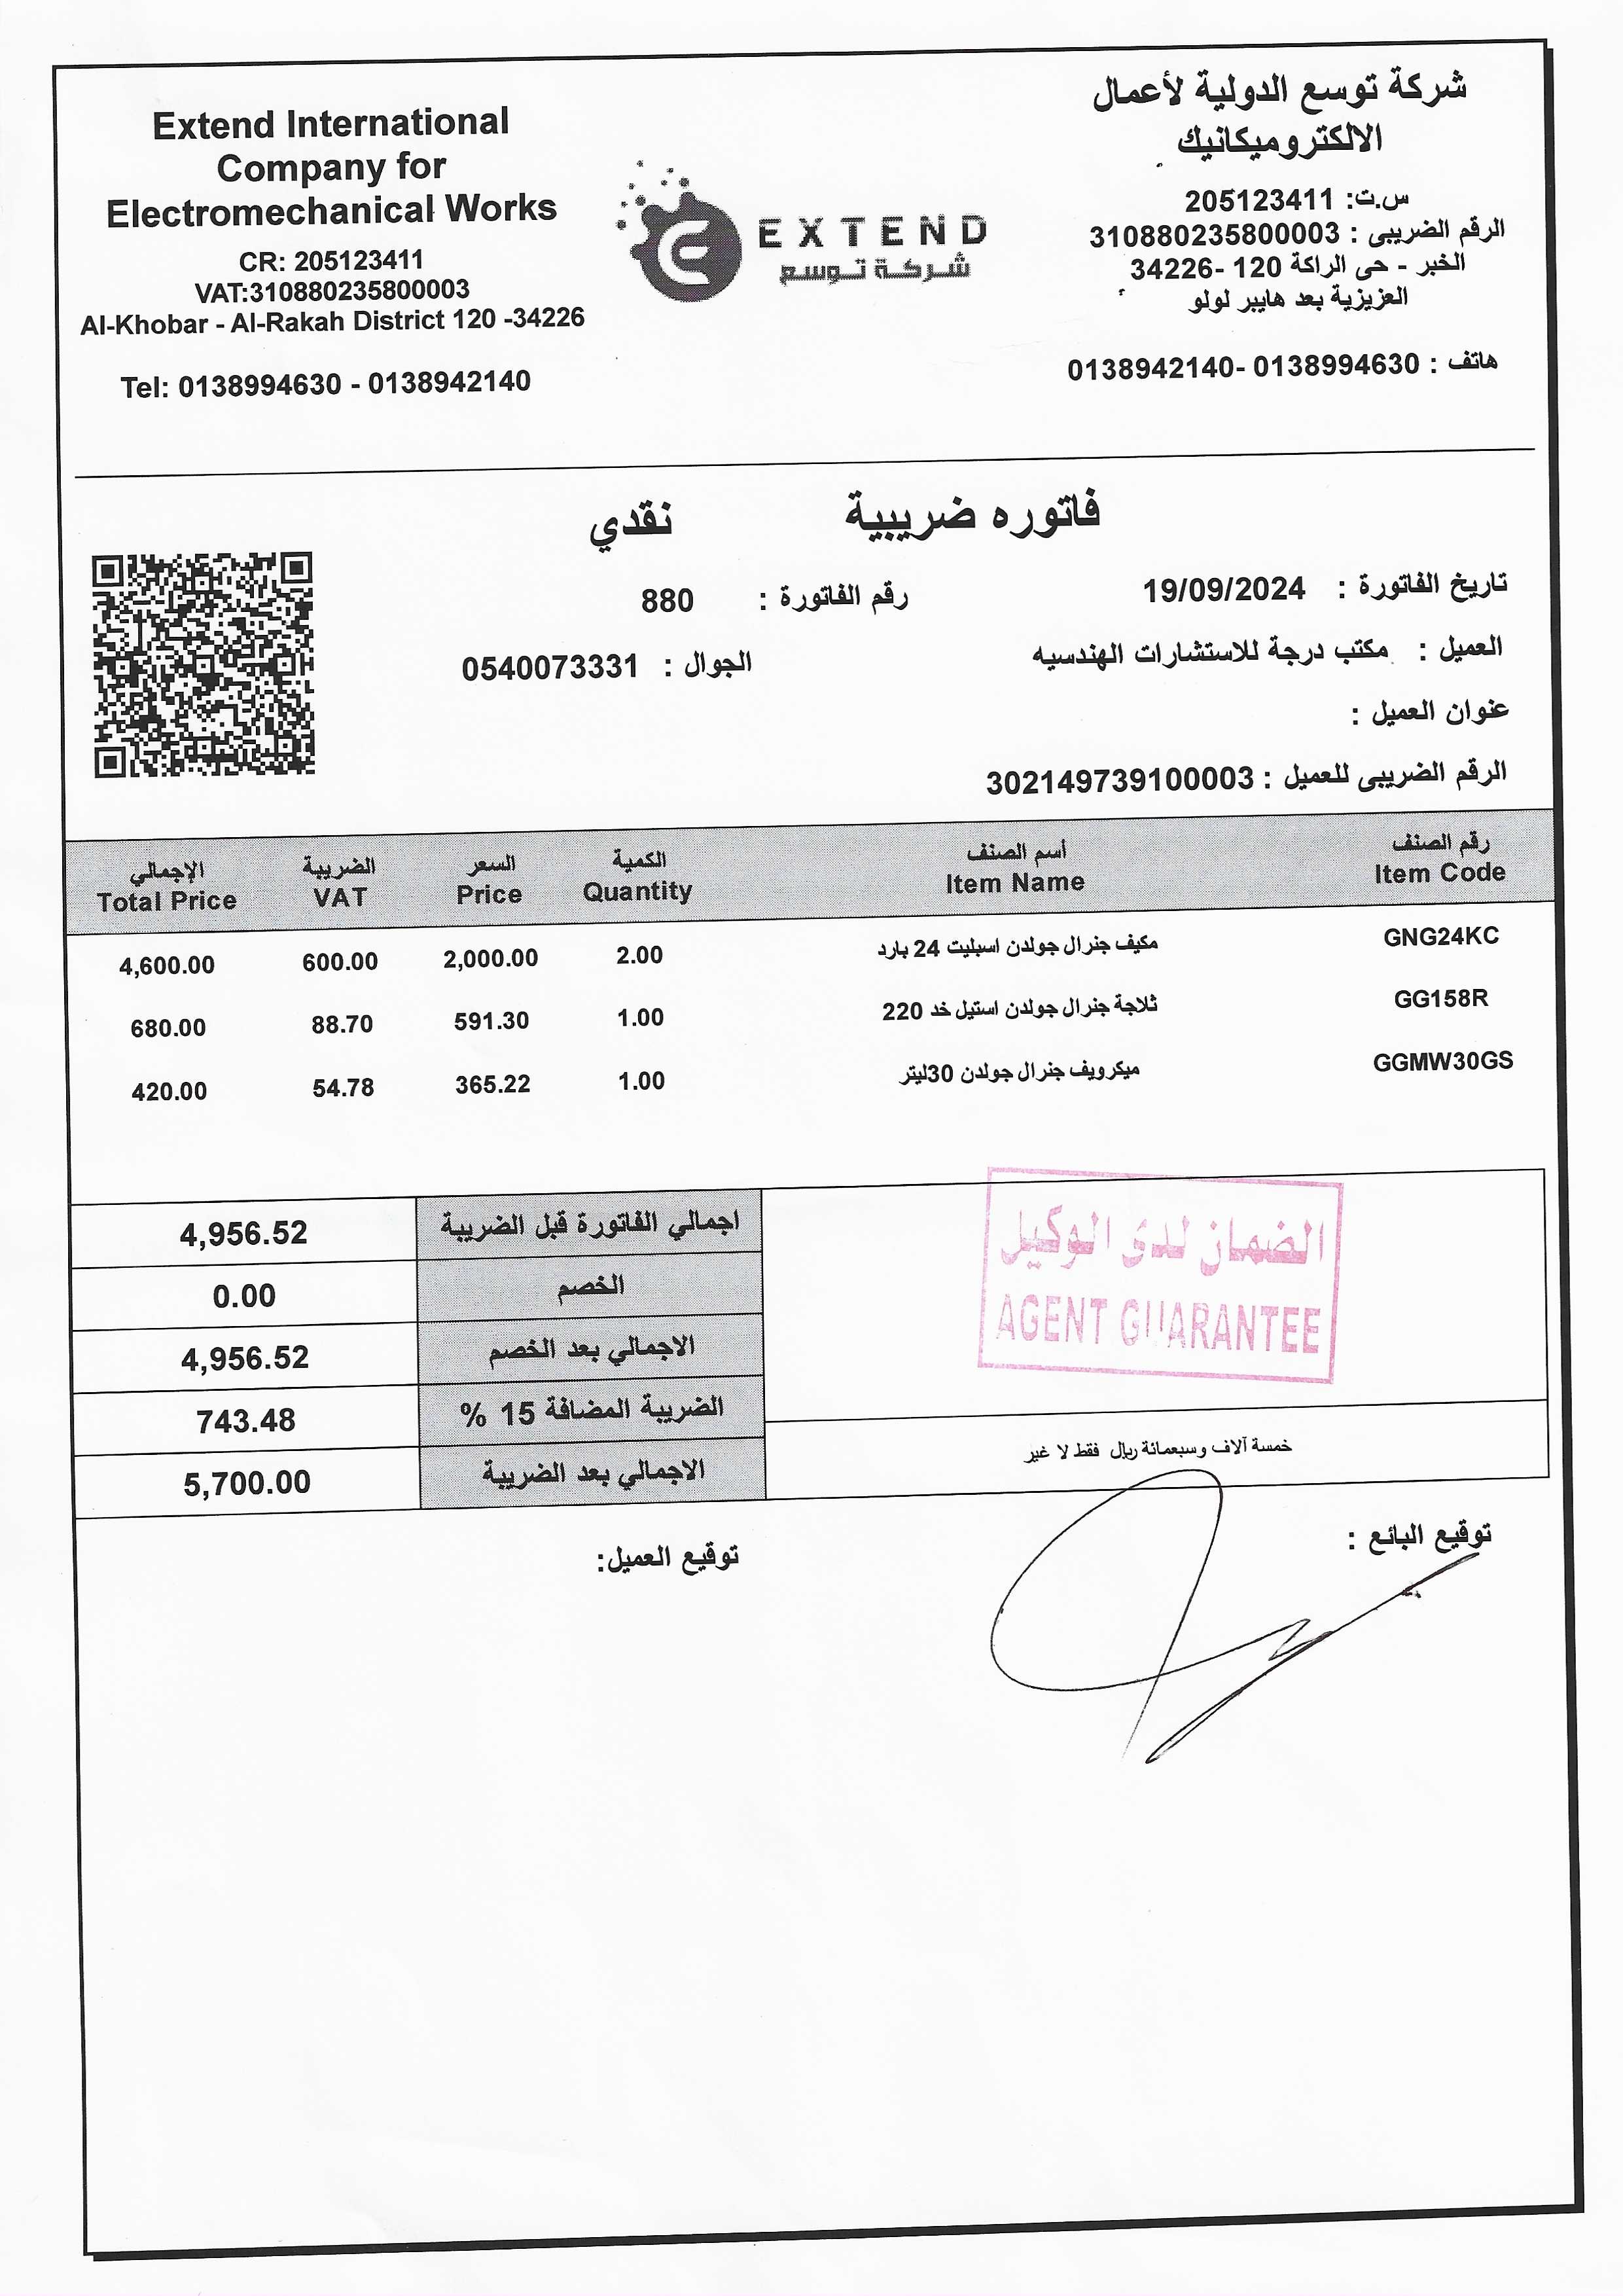 شركة توسع الدولية لأعمال
الالكتروميكانيك
س.ت: 205123411
الرقم الضريبى : 310880235800003
الخبر - حى الراكة 120 -34226
العزيزية بعد هايبر لولو
هاتف : 0138994630 -0138942140
EXTEND
شركة توسع
Extend International
Company for
Electromechanical Works
CR: 205123411
VAT:310880235800003
Al-Khobar - Al-Rakah District 120 -34226
Tel: 0138994630 - 0138942140
فاتوره ضريبية نقدي
تاريخ الفاتورة : 19/09/2024 رقم الفاتورة : 880
العميل : مكتب درجة للاستشارات الهندسيه الجوال : 0540073331
عنوان العميل :
الرقم الضريبى للعميل : 302149739100003
رقم الصنف أسم الصنف الكمية السعر الضريبة الإجمالي
Item Code Item Name Quantity Price VAT Total Price
GNG24KC مكيف جنرال جولدن اسبليت 24 بارد 2.00 2,000.00 600.00 4,600.00
GG158R ثلاجة جنرال جولدن استيل خد 220 1.00 591.30 88.70 680.00
GGMW30GS ميكرويف جنرال جولدن 30ليتر 1.00 365.22 54.78 420.00
الضمان لدى الوكيل
AGENT GUARANTEE
اجمالي الفاتورة قبل الضريبة 4,956.52
الخصم 0.00
الاجمالي بعد الخصم 4,956.52
الضريبة المضافة 15 % 743.48
الاجمالي بعد الضريبة 5,700.00
خمسة آلاف وسبعمائة ريال فقط لا غير
توقيع البائع : توقيع العميل: